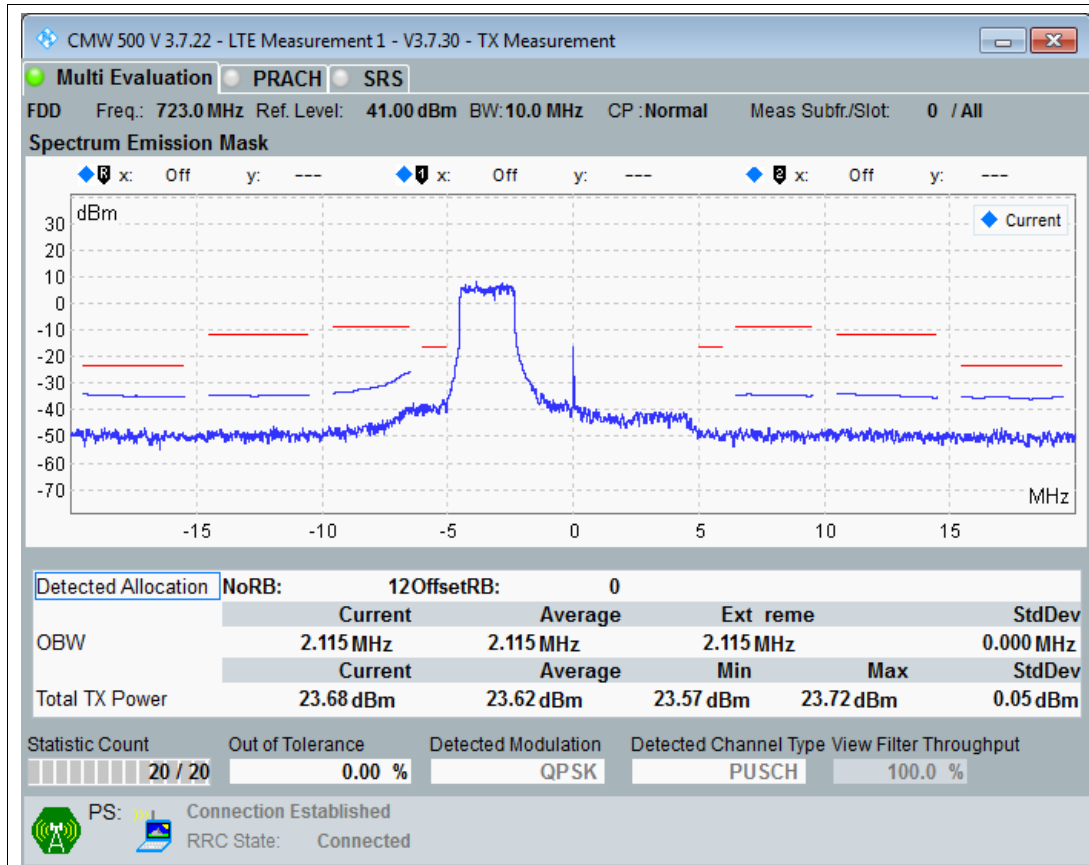 CMW 500 V 3.7.22 - LTE Measurement 1 - V3.7.30 - TX Measurement
Multi Evaluation PRACH SRS
FDD Freq.: 723.0 MHz Ref. Level: 41.00 dBm BW: 10.0 MHz CP : Normal Meas Subfr./Slot: 0 / All
Spectrum Emission Mask
R x: Off y: --- 1 x: Off y: --- 2 x: Off y: ---
dBm
Current
30
20
10
0
-10
-20
-30
-40
-50
-60
-70
MHz
-15 -10 -5 0 5 10 15
Detected Allocation NoRB: 12 OffsetRB: 0
Current Average Ext reme StdDev
OBW 2.115 MHz 2.115 MHz 2.115 MHz 0.000 MHz
Current Average Min Max StdDev
Total TX Power 23.68 dBm 23.62 dBm 23.57 dBm 23.72 dBm 0.05 dBm
Statistic Count Out of Tolerance Detected Modulation Detected Channel Type View Filter Throughput
20 / 20 0.00 % QPSK PUSCH 100.0 %
PS: Connection Established
RRC State: Connected